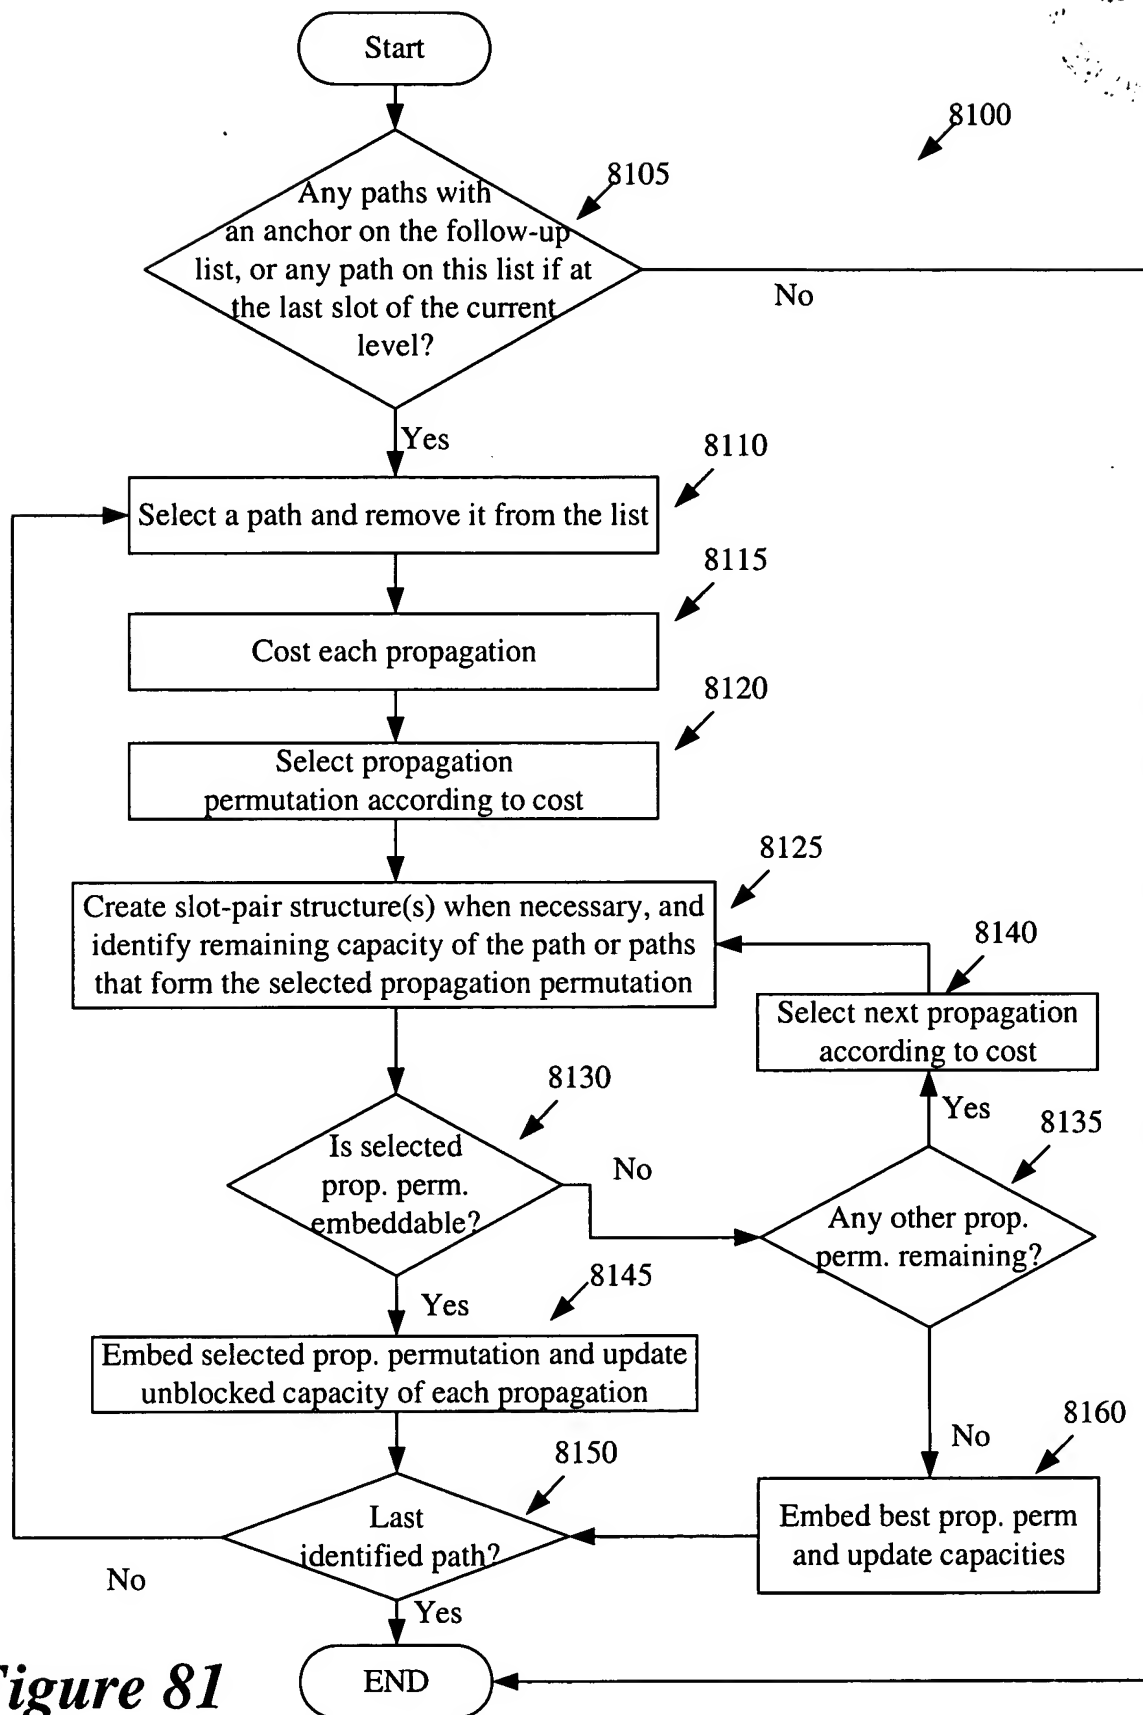 Start
8100
8105
Any paths with
an anchor on the follow-up
list, or any path on this list if at
the last slot of the current
level?
No
Yes
8110
Select a path and remove it from the list
8115
Cost each propagation
8120
Select propagation
permutation according to cost
8125
Create slot-pair structure(s) when necessary, and
identify remaining capacity of the path or paths
that form the selected propagation permutation
8140
Select next propagation
according to cost
8130
Is selected
prop. perm.
embeddable?
No
Yes
8135
Any other prop.
perm. remaining?
8145
Yes
Embed selected prop. permutation and update
unblocked capacity of each propagation
No
8160
8150
Last
identified path?
Embed best prop. perm
and update capacities
No
Yes
END
Figure 81